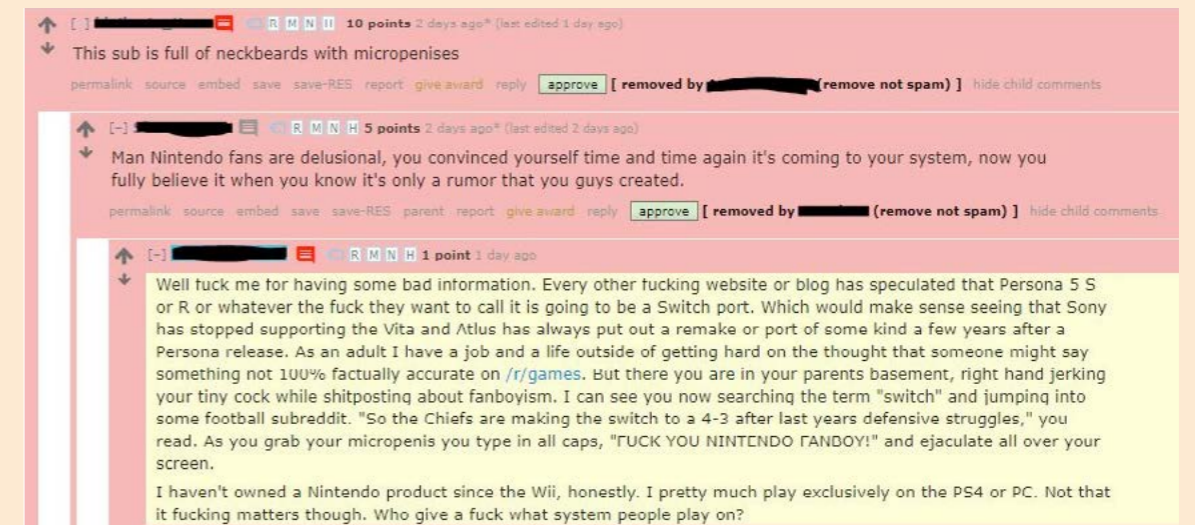 [-] R M N H 10 points 2 days ago* (last edited 1 day ago)
This sub is full of neckbeards with micropenises
permalink source embed save save-RES report give award reply approve [ removed by (remove not spam) ] hide child comments
[-] R M N H 5 points 2 days ago* (last edited 2 days ago)
Man Nintendo fans are delusional, you convinced yourself time and time again it's coming to your system, now you
fully believe it when you know it's only a rumor that you guys created.
permalink source embed save save-RES parent report give award reply approve [ removed by (remove not spam) ] hide child comments
[-] R M N H 1 point 1 day ago
Well fuck me for having some bad information. Every other fucking website or blog has speculated that Persona 5 S
or R or whatever the fuck they want to call it is going to be a Switch port. Which would make sense seeing that Sony
has stopped supporting the Vita and Atlus has always put out a remake or port of some kind a few years after a
Persona release. As an adult I have a job and a life outside of getting hard on the thought that someone might say
something not 100% factually accurate on /r/games. But there you are in your parents basement, right hand jerking
your tiny cock while shitposting about fanboyism. I can see you now searching the term "switch" and jumping into
some football subreddit. "So the Chiefs are making the switch to a 4-3 after last years defensive struggles," you
read. As you grab your micropenis you type in all caps, "FUCK YOU NINTENDO FANBOY!" and ejaculate all over your
screen.
I haven't owned a Nintendo product since the Wii, honestly. I pretty much play exclusively on the PS4 or PC. Not that
it fucking matters though. Who give a fuck what system people play on?